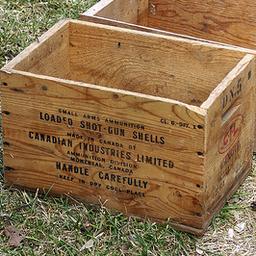 SMALL ARMS AMMUNITION
LOADED SHOT-GUN SHELLS
MADE IN CANADA BY
CANADIAN INDUSTRIES LIMITED
AMMUNITION DIVISION
MONTREAL, CANADA
HANDLE CAREFULLY
KEEP IN DRY COOL PLACE